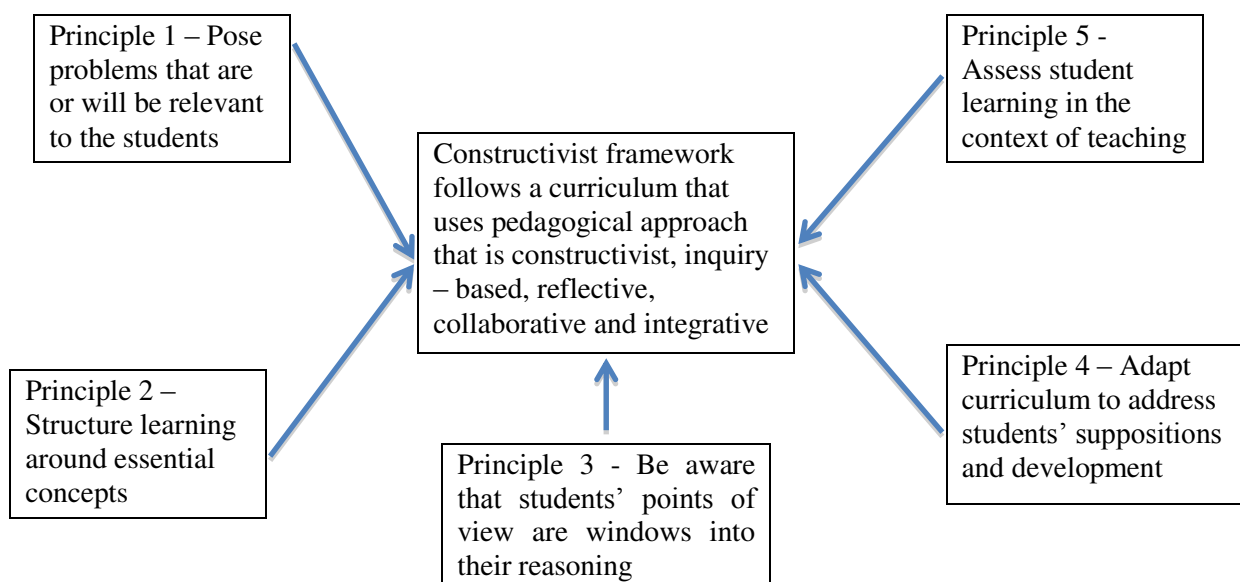 Principle 1 – Pose
problems that are
or will be relevant
to the students
Principle 5 -
Assess student
learning in the
context of teaching
Constructivist framework
follows a curriculum that
uses pedagogical approach
that is constructivist, inquiry
– based, reflective,
collaborative and integrative
Principle 2 –
Structure learning
around essential
concepts
Principle 4 – Adapt
curriculum to address
students’ suppositions
and development
Principle 3 - Be aware
that students’ points of
view are windows into
their reasoning